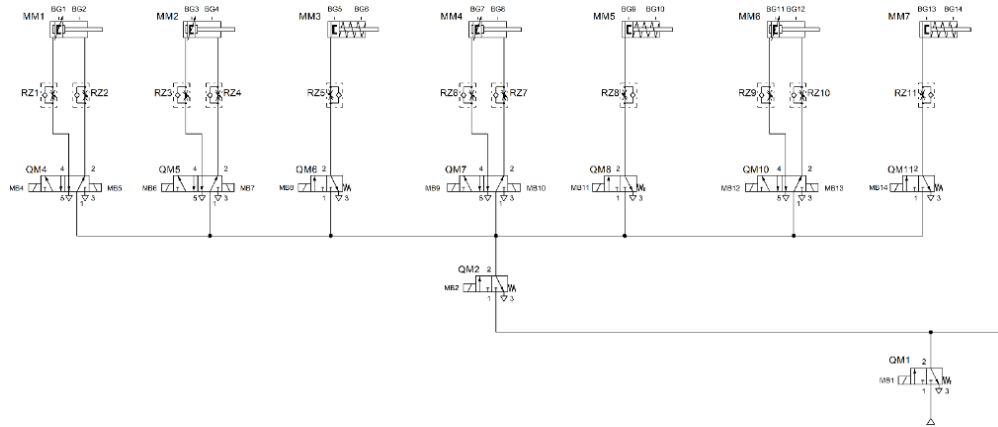 BG1 BG2 BG3 BG4 BG5 BG6 BG7 BG8 BG9 BG10 BG11 BG12 BG13 BG14
MM1 MM2 MM3 MM4 MM5 MM6 MM7
RZ1 RZ2 RZ3 RZ4 RZ5 RZ6 RZ7 RZ8 RZ9 RZ10 RZ11
QM4 4 2 QM5 4 2 QM6 2 QM7 4 2 QM8 2 QM10 4 2 QM11 2
MB4 MB5 MB6 MB7 MB8 MB9 MB10 MB11 MB12 MB13 MB14
5 1 3 5 1 3 1 3 5 1 3 1 3 5 1 3 1 3
QM2 2
MB2
1 3
QM1 2
MB1
1 3